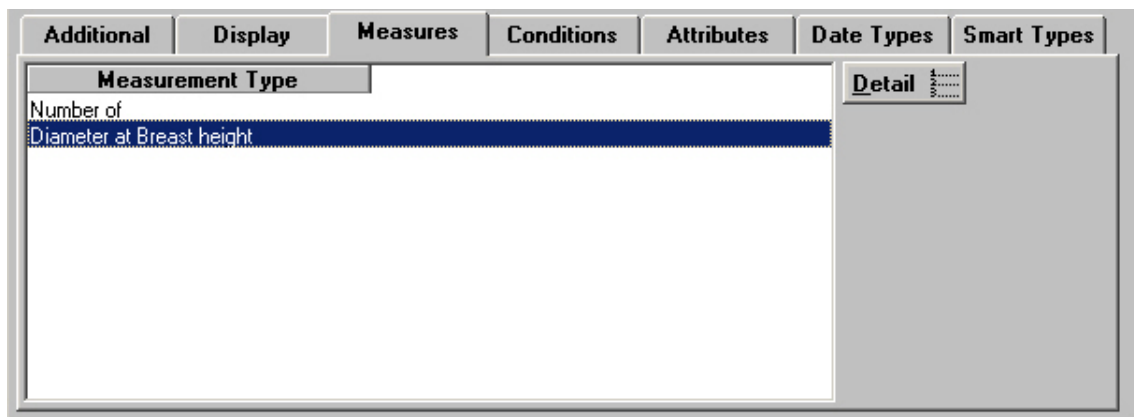 Additional Display Measures Conditions Attributes Date Types Smart Types
Measurement Type
Detail
Number of
Diameter at Breast height